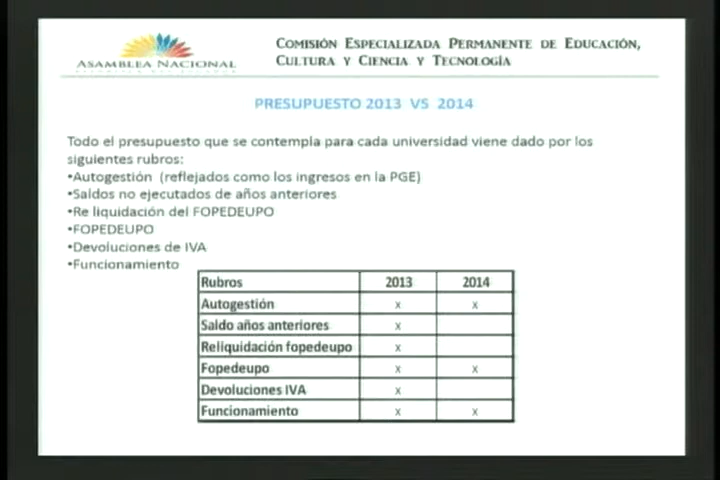 ASAMBLEA NACIONAL
COMISIÓN ESPECIALIZADA PERMANENTE DE EDUCACIÓN,
CULTURA Y CIENCIA Y TECNOLOGÍA
PRESUPUESTO 2013 VS 2014
Todo el presupuesto que se contempla para cada universidad viene dado por los
siguientes rubros:
•Autogestión (reflejados como los ingresos en la PGE)
•Saldos no ejecutados de años anteriores
•Re liquidación del FOPEDEUPO
•FOPEDEUPO
•Devoluciones de IVA
•Funcionamiento
Rubros 2013 2014
Autogestión x x
Saldo años anteriores x
Reliquidación fopedeupo x
Fopedeupo x x
Devoluciones IVA x
Funcionamiento x x